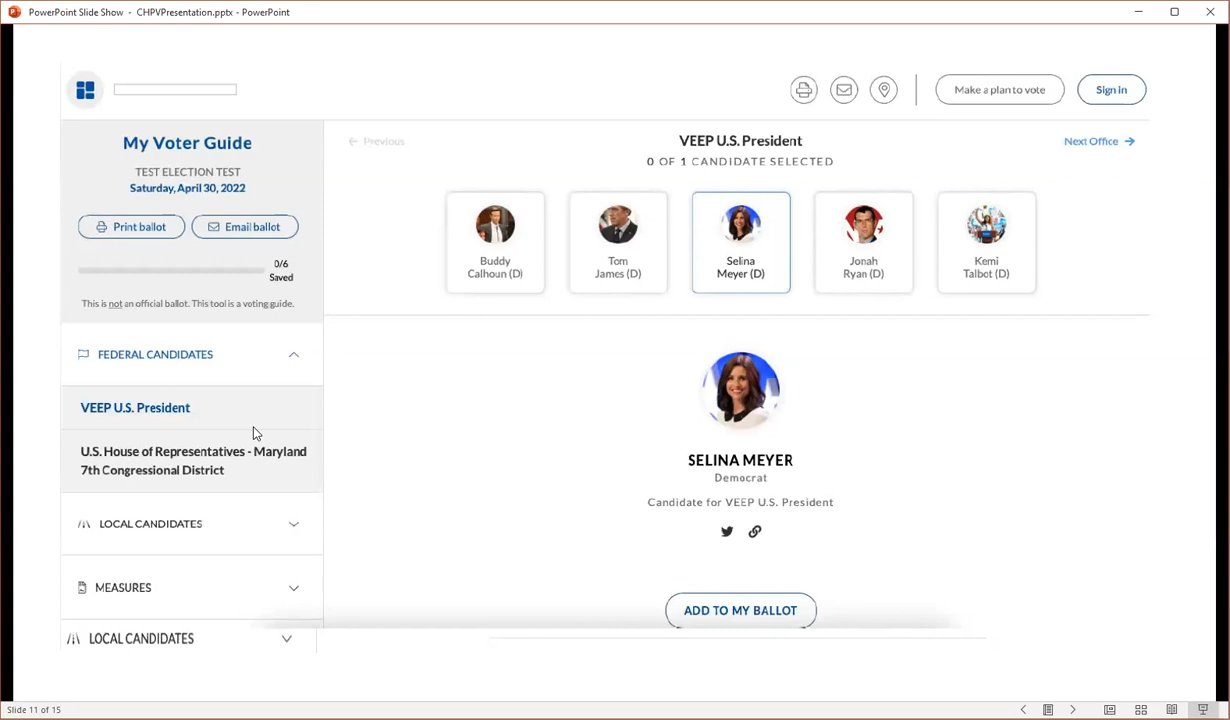 PowerPoint Slide Show - CHPVPresentation.pptx - PowerPoint
Make a plan to vote
Sign in
My Voter Guide
TEST ELECTION TEST
Saturday, April 30, 2022
Print ballot
Email ballot
0/6
Saved
This is not an official ballot. This tool is a voting guide.
FEDERAL CANDIDATES
VEEP U.S. President
U.S. House of Representatives - Maryland
7th Congressional District
LOCAL CANDIDATES
MEASURES
LOCAL CANDIDATES
Previous
VEEP U.S. President
Next Office
0 OF 1 CANDIDATE SELECTED
Buddy
Calhoun (D)
Tom
James (D)
Selina
Meyer (D)
Jonah
Ryan (D)
Kemi
Talbot (D)
SELINA MEYER
Democrat
Candidate for VEEP U.S. President
ADD TO MY BALLOT
Slide 11 of 15